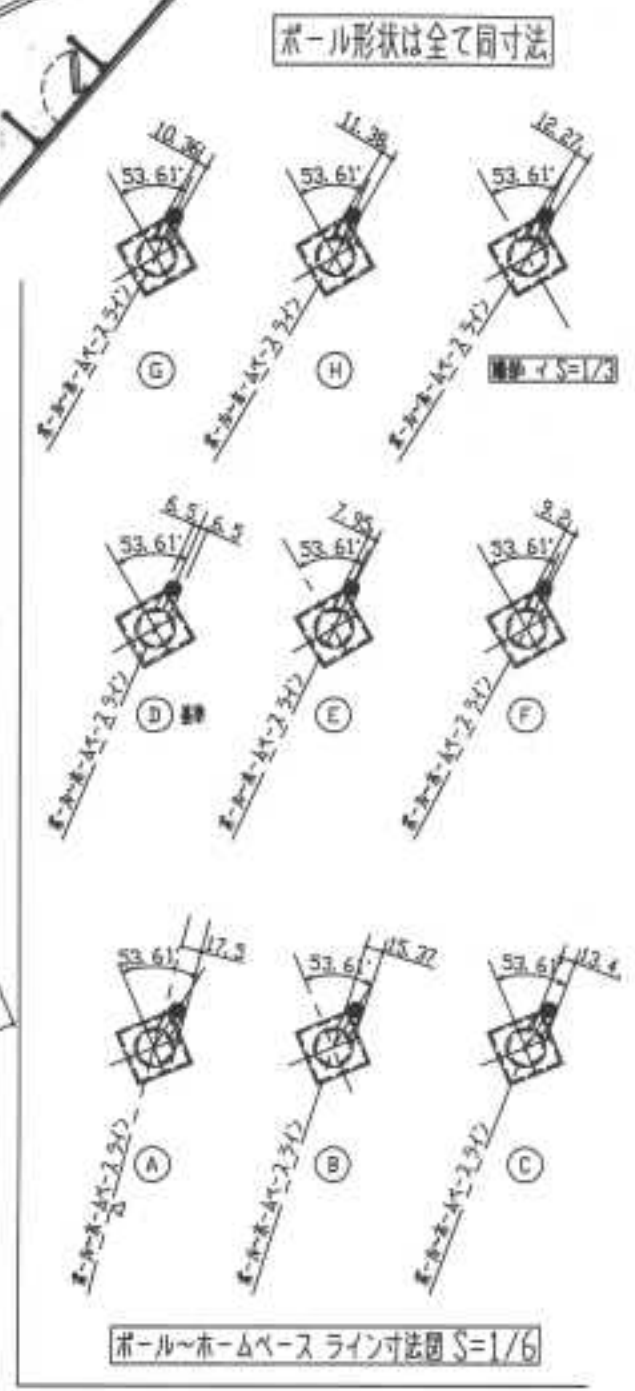 ポール形状は全て同寸法
10.36
53.61°
ポール~ホームベース ライン
G
11.38
53.61°
ポール~ホームベース ライン
H
12.27
53.61°
ポール~ホームベース ライン
S=1/3
6.5
6.5
53.61°
ポール~ホームベース ライン
D 基準
7.95
53.61°
ポール~ホームベース ライン
E
9.2
53.61°
ポール~ホームベース ライン
F
17.5
53.61
ポール~ホームベース ライン
A
15.37
53.61°
ポール~ホームベース ライン
B
13.4
53.61
ポール~ホームベース ライン
C
ポール~ホームベース ライン寸法図 S=1/6